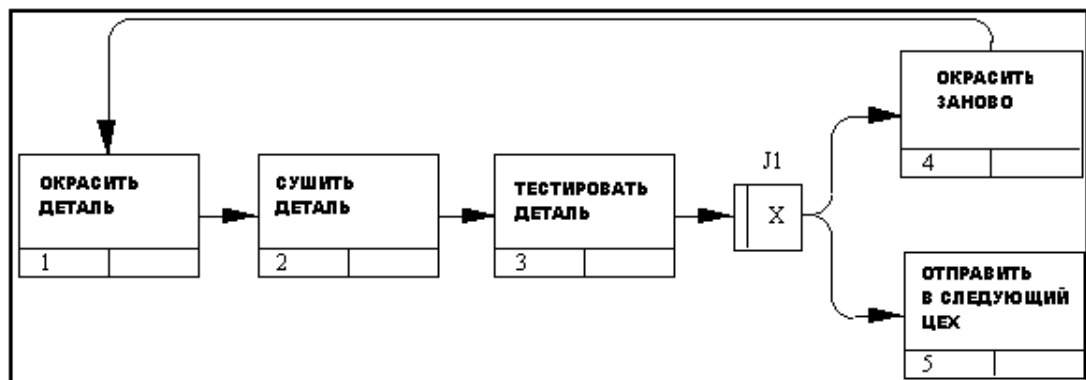 ОКРАСИТЬ
ДЕТАЛЬ
1
СУШИТЬ
ДЕТАЛЬ
2
ТЕСТИРОВАТЬ
ДЕТАЛЬ
3
J1
X
ОКРАСИТЬ
ЗАНОВО
4
ОТПРАВИТЬ
В СЛЕДУЮЩИЙ
ЦЕХ
5